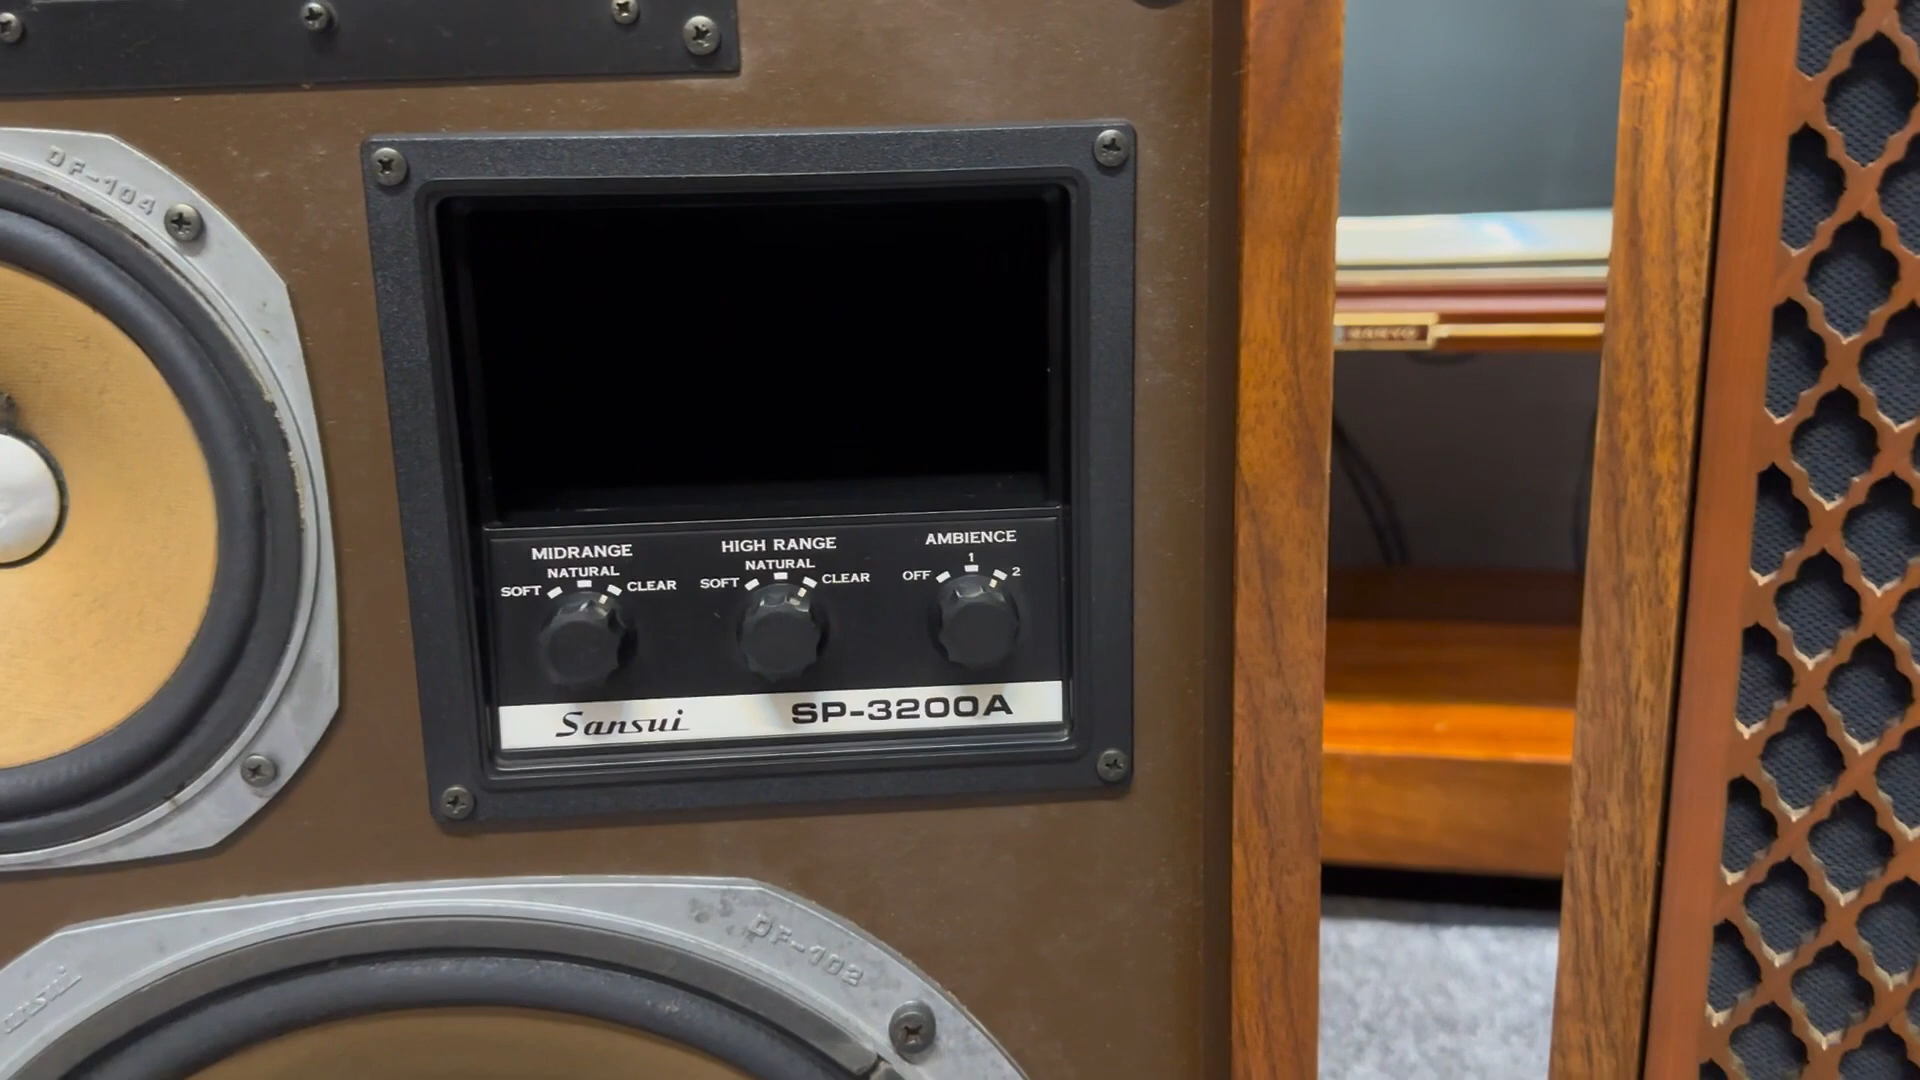 DF-104
MIDRANGE
NATURAL
SOFT CLEAR
HIGH RANGE
NATURAL
SOFT CLEAR
AMBIENCE
1
OFF 2
Sansui SP-3200A
DF-102